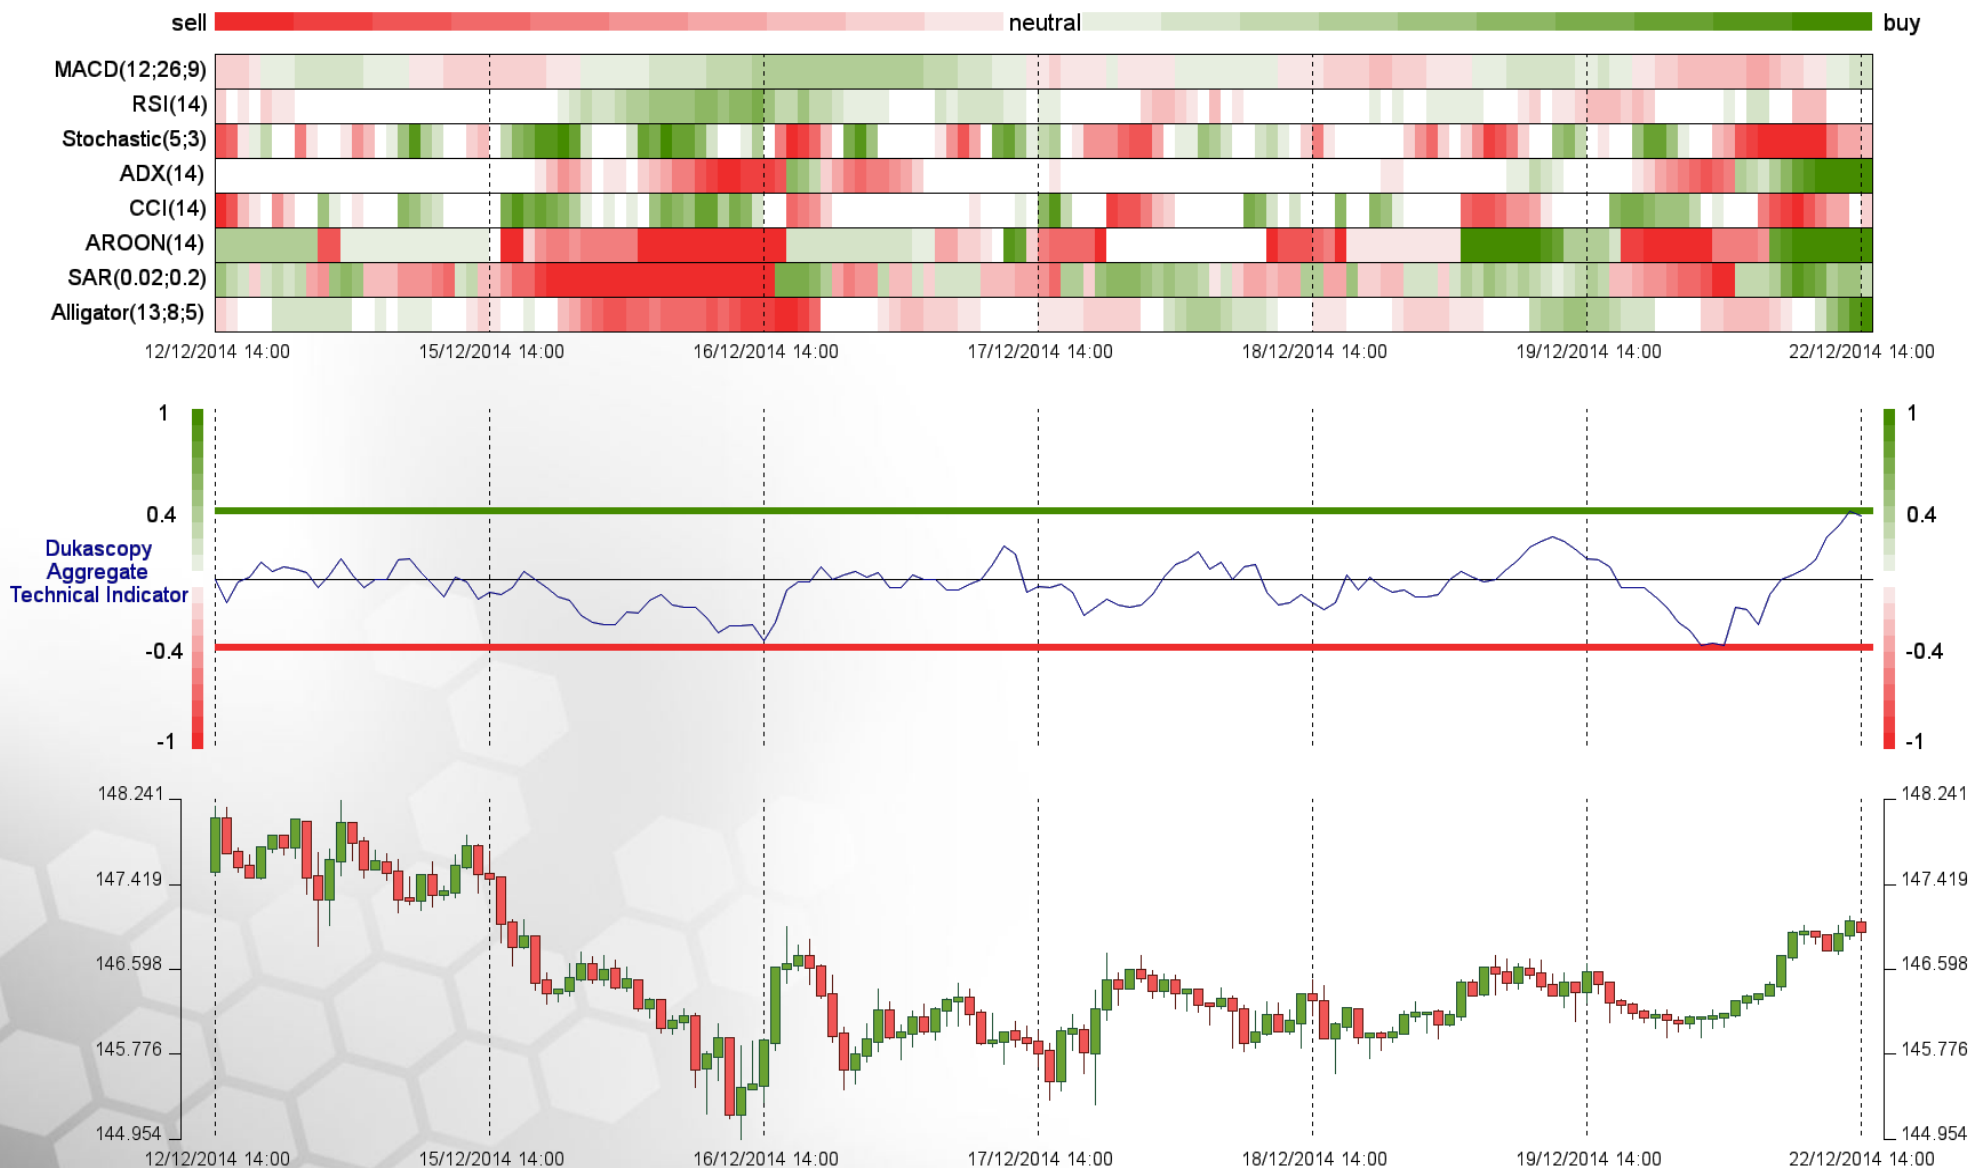 sell neutral buy
MACD(12;26;9)
RSI(14)
Stochastic(5;3)
ADX(14)
CCI(14)
AROON(14)
SAR(0.02;0.2)
Alligator(13;8;5)
12/12/2014 14:00 15/12/2014 14:00 16/12/2014 14:00 17/12/2014 14:00 18/12/2014 14:00 19/12/2014 14:00 22/12/2014 14:00
1 1
0.4 0.4
Dukascopy
Aggregate
Technical Indicator
-0.4 -0.4
-1 -1
148.241 148.241
147.419 147.419
146.598 146.598
145.776 145.776
144.954 144.954
12/12/2014 14:00 15/12/2014 14:00 16/12/2014 14:00 17/12/2014 14:00 18/12/2014 14:00 19/12/2014 14:00 22/12/2014 14:00